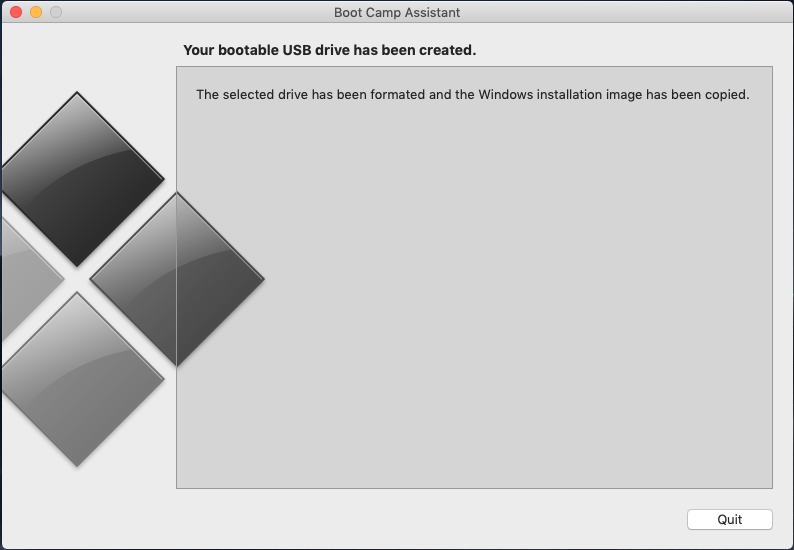 Boot Camp Assistant
Your bootable USB drive has been created.
The selected drive has been formated and the Windows installation image has been copied.
Quit